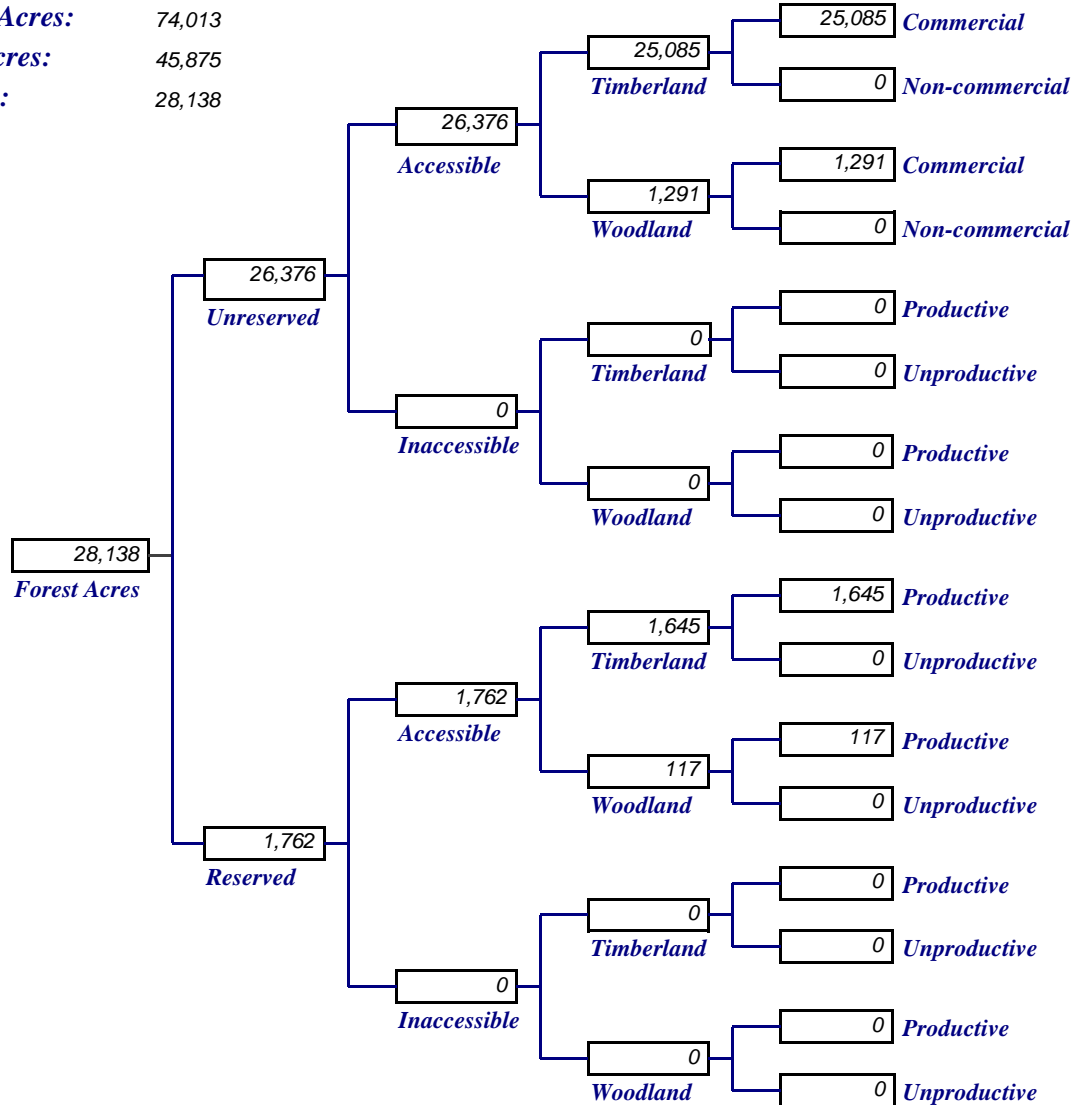 Acres: 74,013
cres: 45,875
: 28,138
25,085 Commercial
25,085
Timberland
0 Non-commercial
26,376
Accessible
1,291 Commercial
1,291
Woodland
0 Non-commercial
26,376
Unreserved
0 Productive
0
Timberland
0 Unproductive
0
Inaccessible
0 Productive
0
Woodland
0 Unproductive
28,138
Forest Acres
1,645 Productive
1,645
Timberland
0 Unproductive
1,762
Accessible
117 Productive
117
Woodland
0 Unproductive
1,762
Reserved
0 Productive
0
Timberland
0 Unproductive
0
Inaccessible
0 Productive
0
Woodland
0 Unproductive